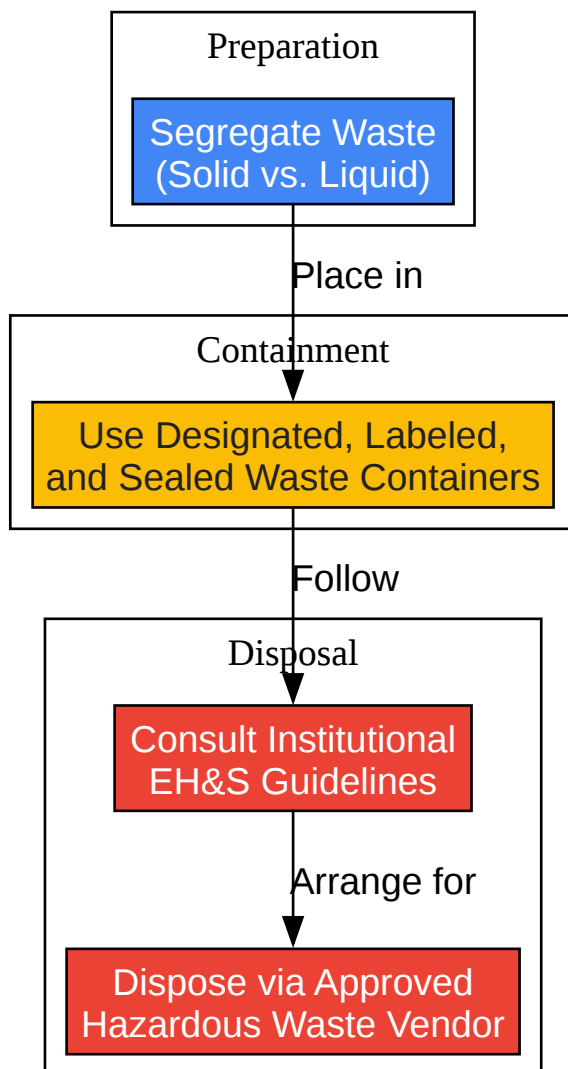 Preparation
Segregate Waste
(Solid vs. Liquid)
Place in
Containment
Use Designated, Labeled,
and Sealed Waste Containers
Follow
Disposal
Consult Institutional
EH&S Guidelines
Arrange for
Dispose via Approved
Hazardous Waste Vendor